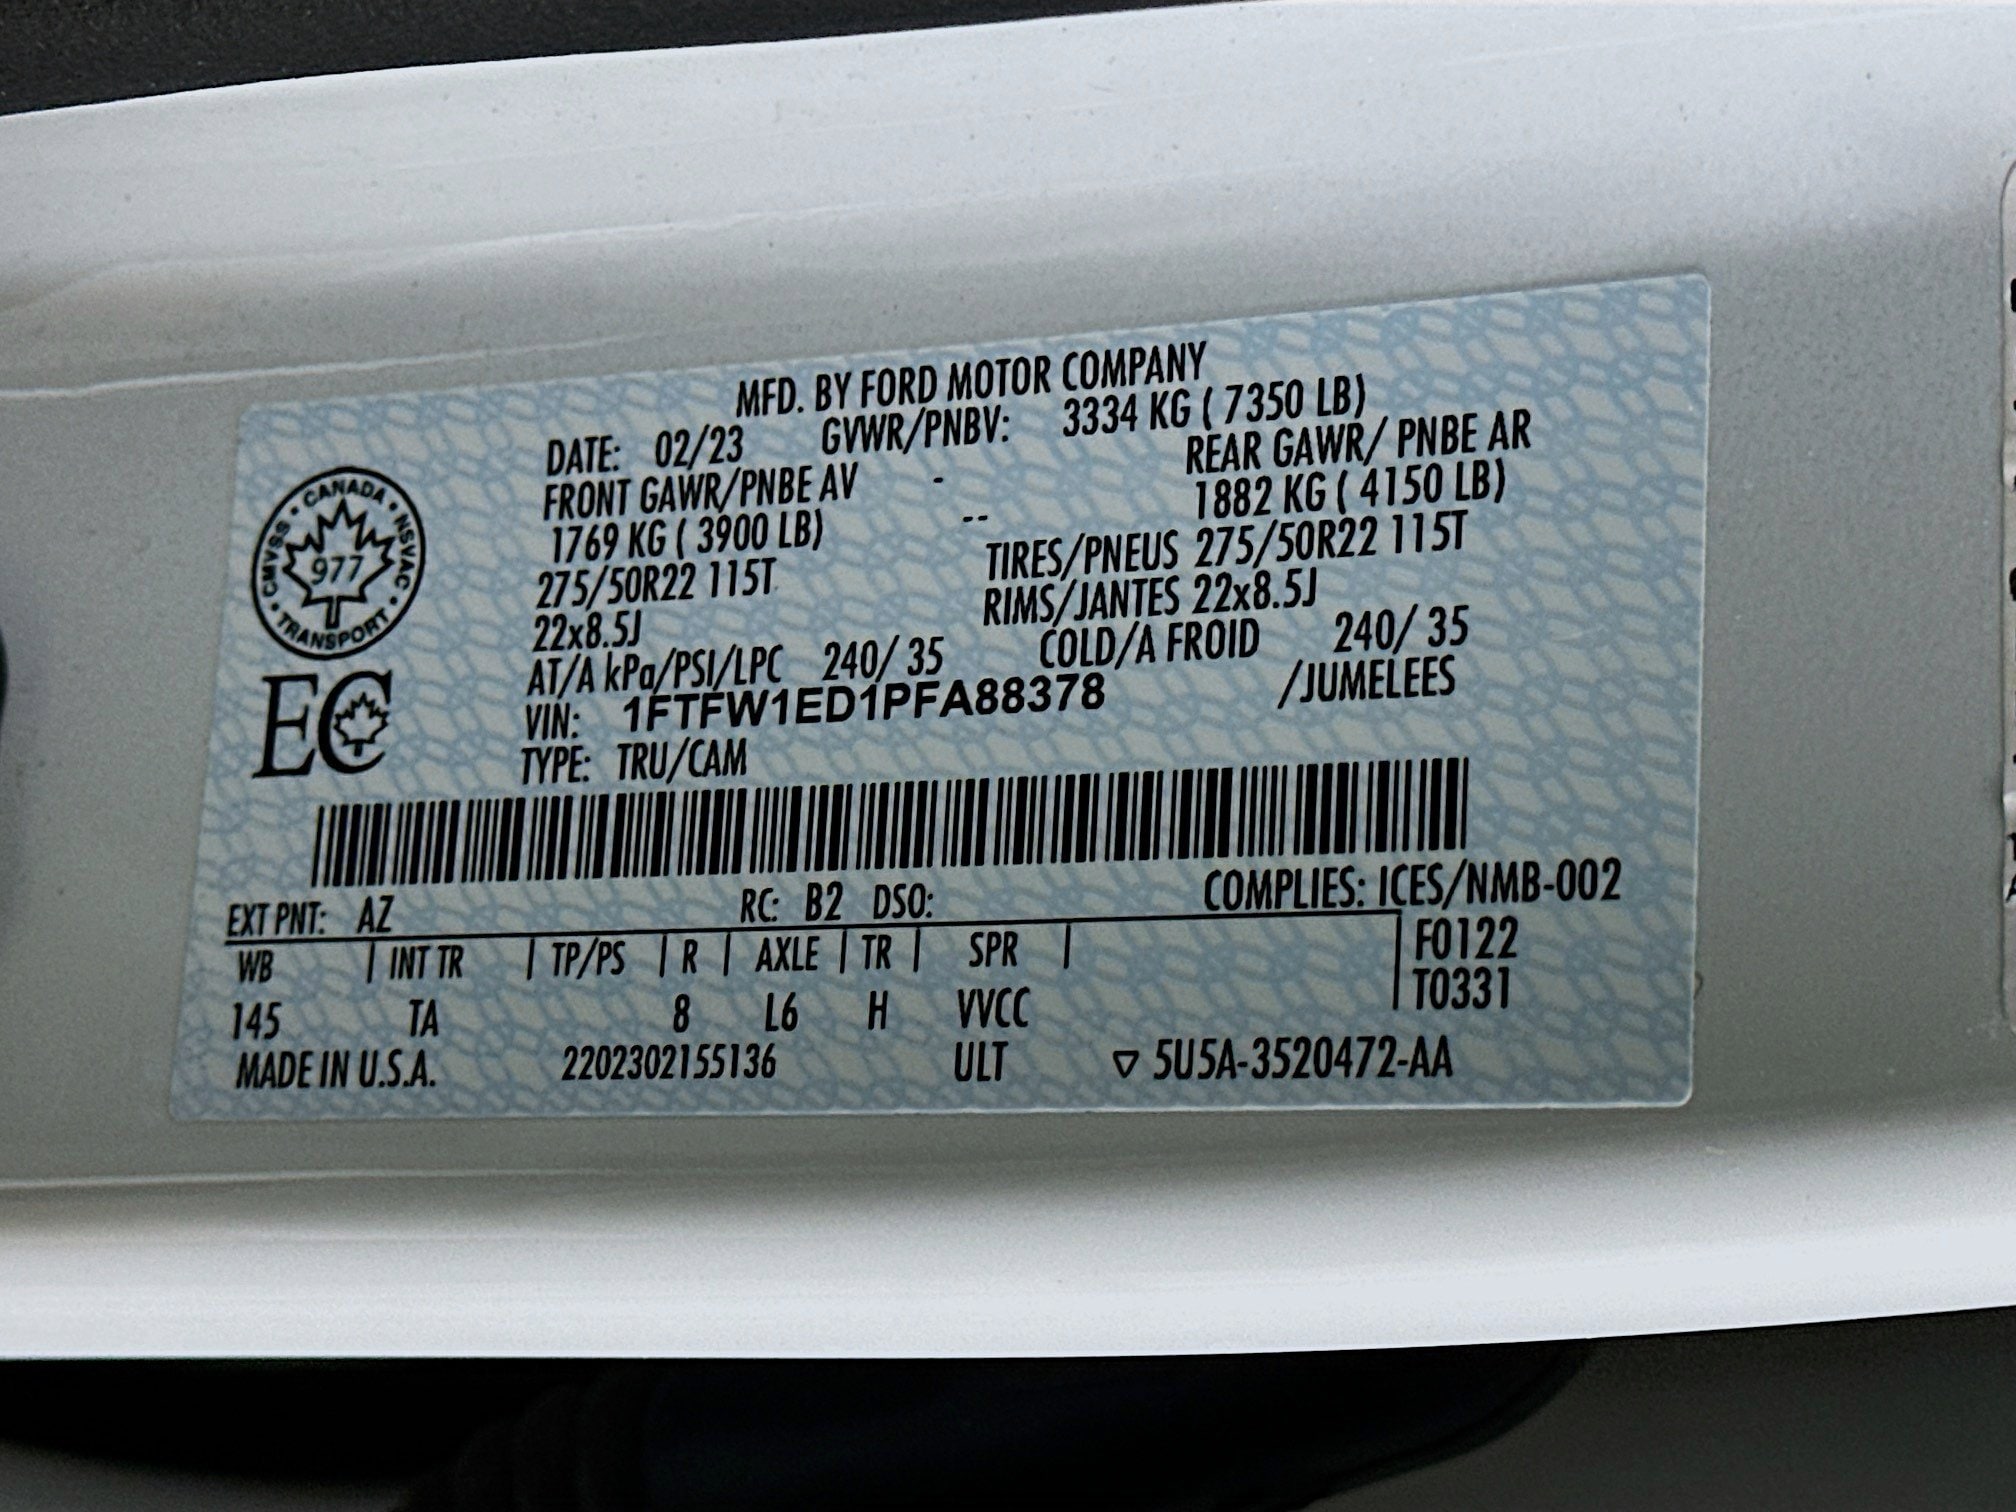 MFD. BY FORD MOTOR COMPANY
DATE: 02/23 GVWR/PNBV: 3334 KG ( 7350 LB)
FRONT GAWR/PNBE AV - REAR GAWR/ PNBE AR
1769 KG ( 3900 LB) -- 1882 KG ( 4150 LB)
275/50R22 115T TIRES/PNEUS 275/50R22 115T
22x8.5J RIMS/JANTES 22x8.5J
AT/A kPa/PSI/LPC 240/ 35 COLD/A FROID 240/ 35
VIN: 1FTFW1ED1PFA88378 /JUMELEES
TYPE: TRU/CAM
CANADA • NSVAC • TRANSPORT • CMVSS •
977
EC
EXT PNT: AZ RC: B2 DSO: COMPLIES: ICES/NMB-002
WB | INT TR | TP/PS | R | AXLE | TR | SPR | F0122
T0331
145 TA 8 L6 H VVCC
MADE IN U.S.A. 2202302155136 ULT ▽ 5U5A-3520472-AA